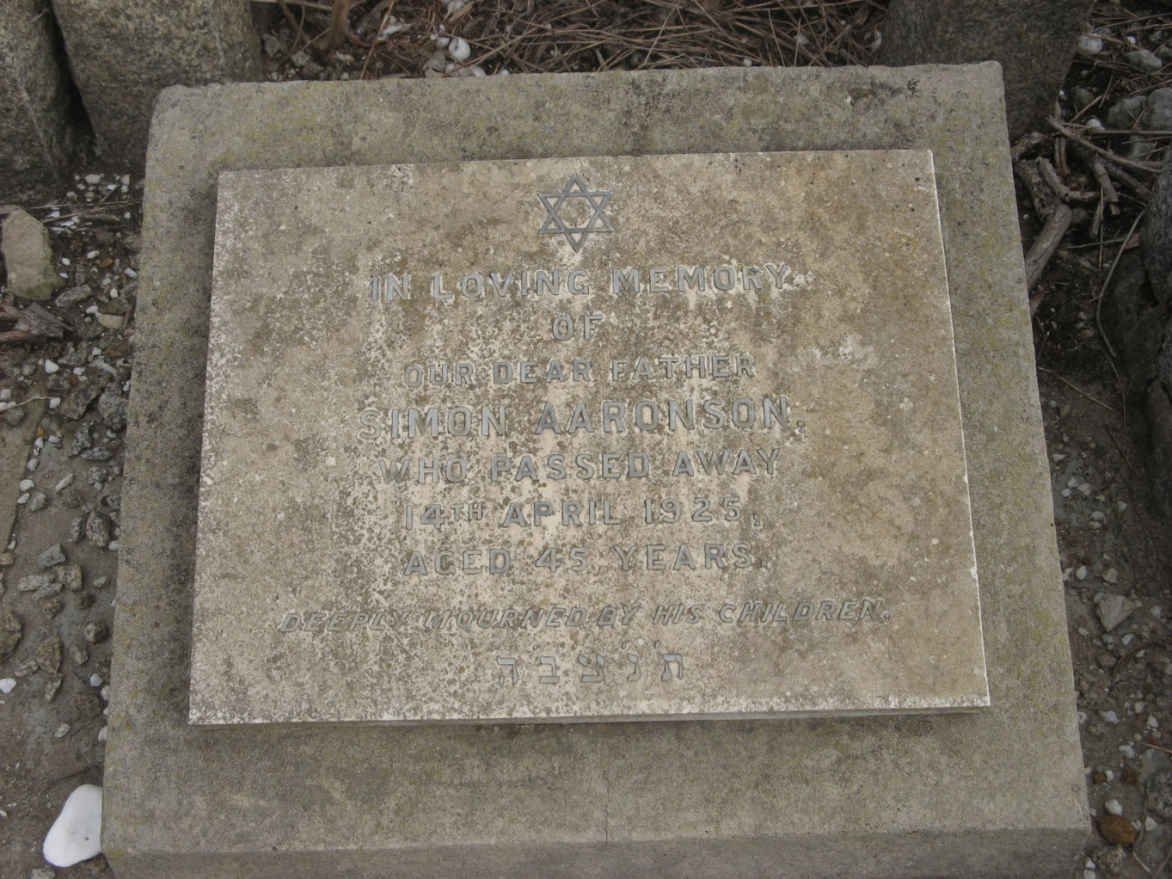 IN LOVING MEMORY
OF
OUR DEAR FATHER
SIMON AARONSON.
WHO PASSED AWAY
14TH APRIL 1925,
AGED 45 YEARS.
DEEPLY MOURNED BY HIS CHILDREN.
ת נ צ ב ה